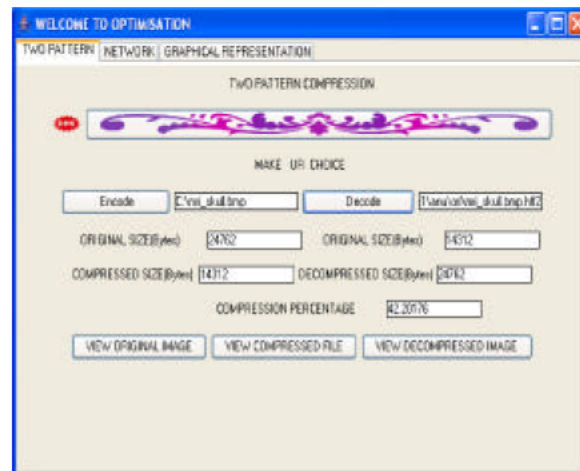 WELCOME TO OPTIMISATION
TWO PATTERN NETWORK GRAPHICAL REPRESENTATION
TWO PATTERN COMPRESSION
MAKE UR CHOICE
Encode C:\mri_skull.bmp Decode
ORIGINAL SIZE(Bytes) 24762 ORIGINAL SIZE(Bytes) 14312
COMPRESSED SIZE(Bytes) 14312 DECOMPRESSED SIZE(Bytes) 24762
COMPRESSION PERCENTAGE 42.20176
VIEW ORIGINAL IMAGE VIEW COMPRESSED FILE VIEW DECOMPRESSED IMAGE